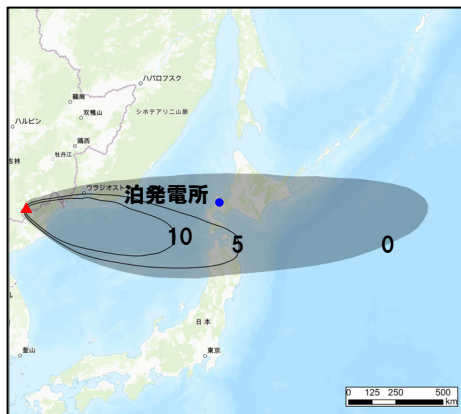 ハバロフスク
鶴岡
双鴨山
シホテアリニ山脈
ハルビン
鶏西
牡丹江
吉林
ウラジオスト
泊発電所
10
5
0
日本
東京
釜山
0 125 250 500
km